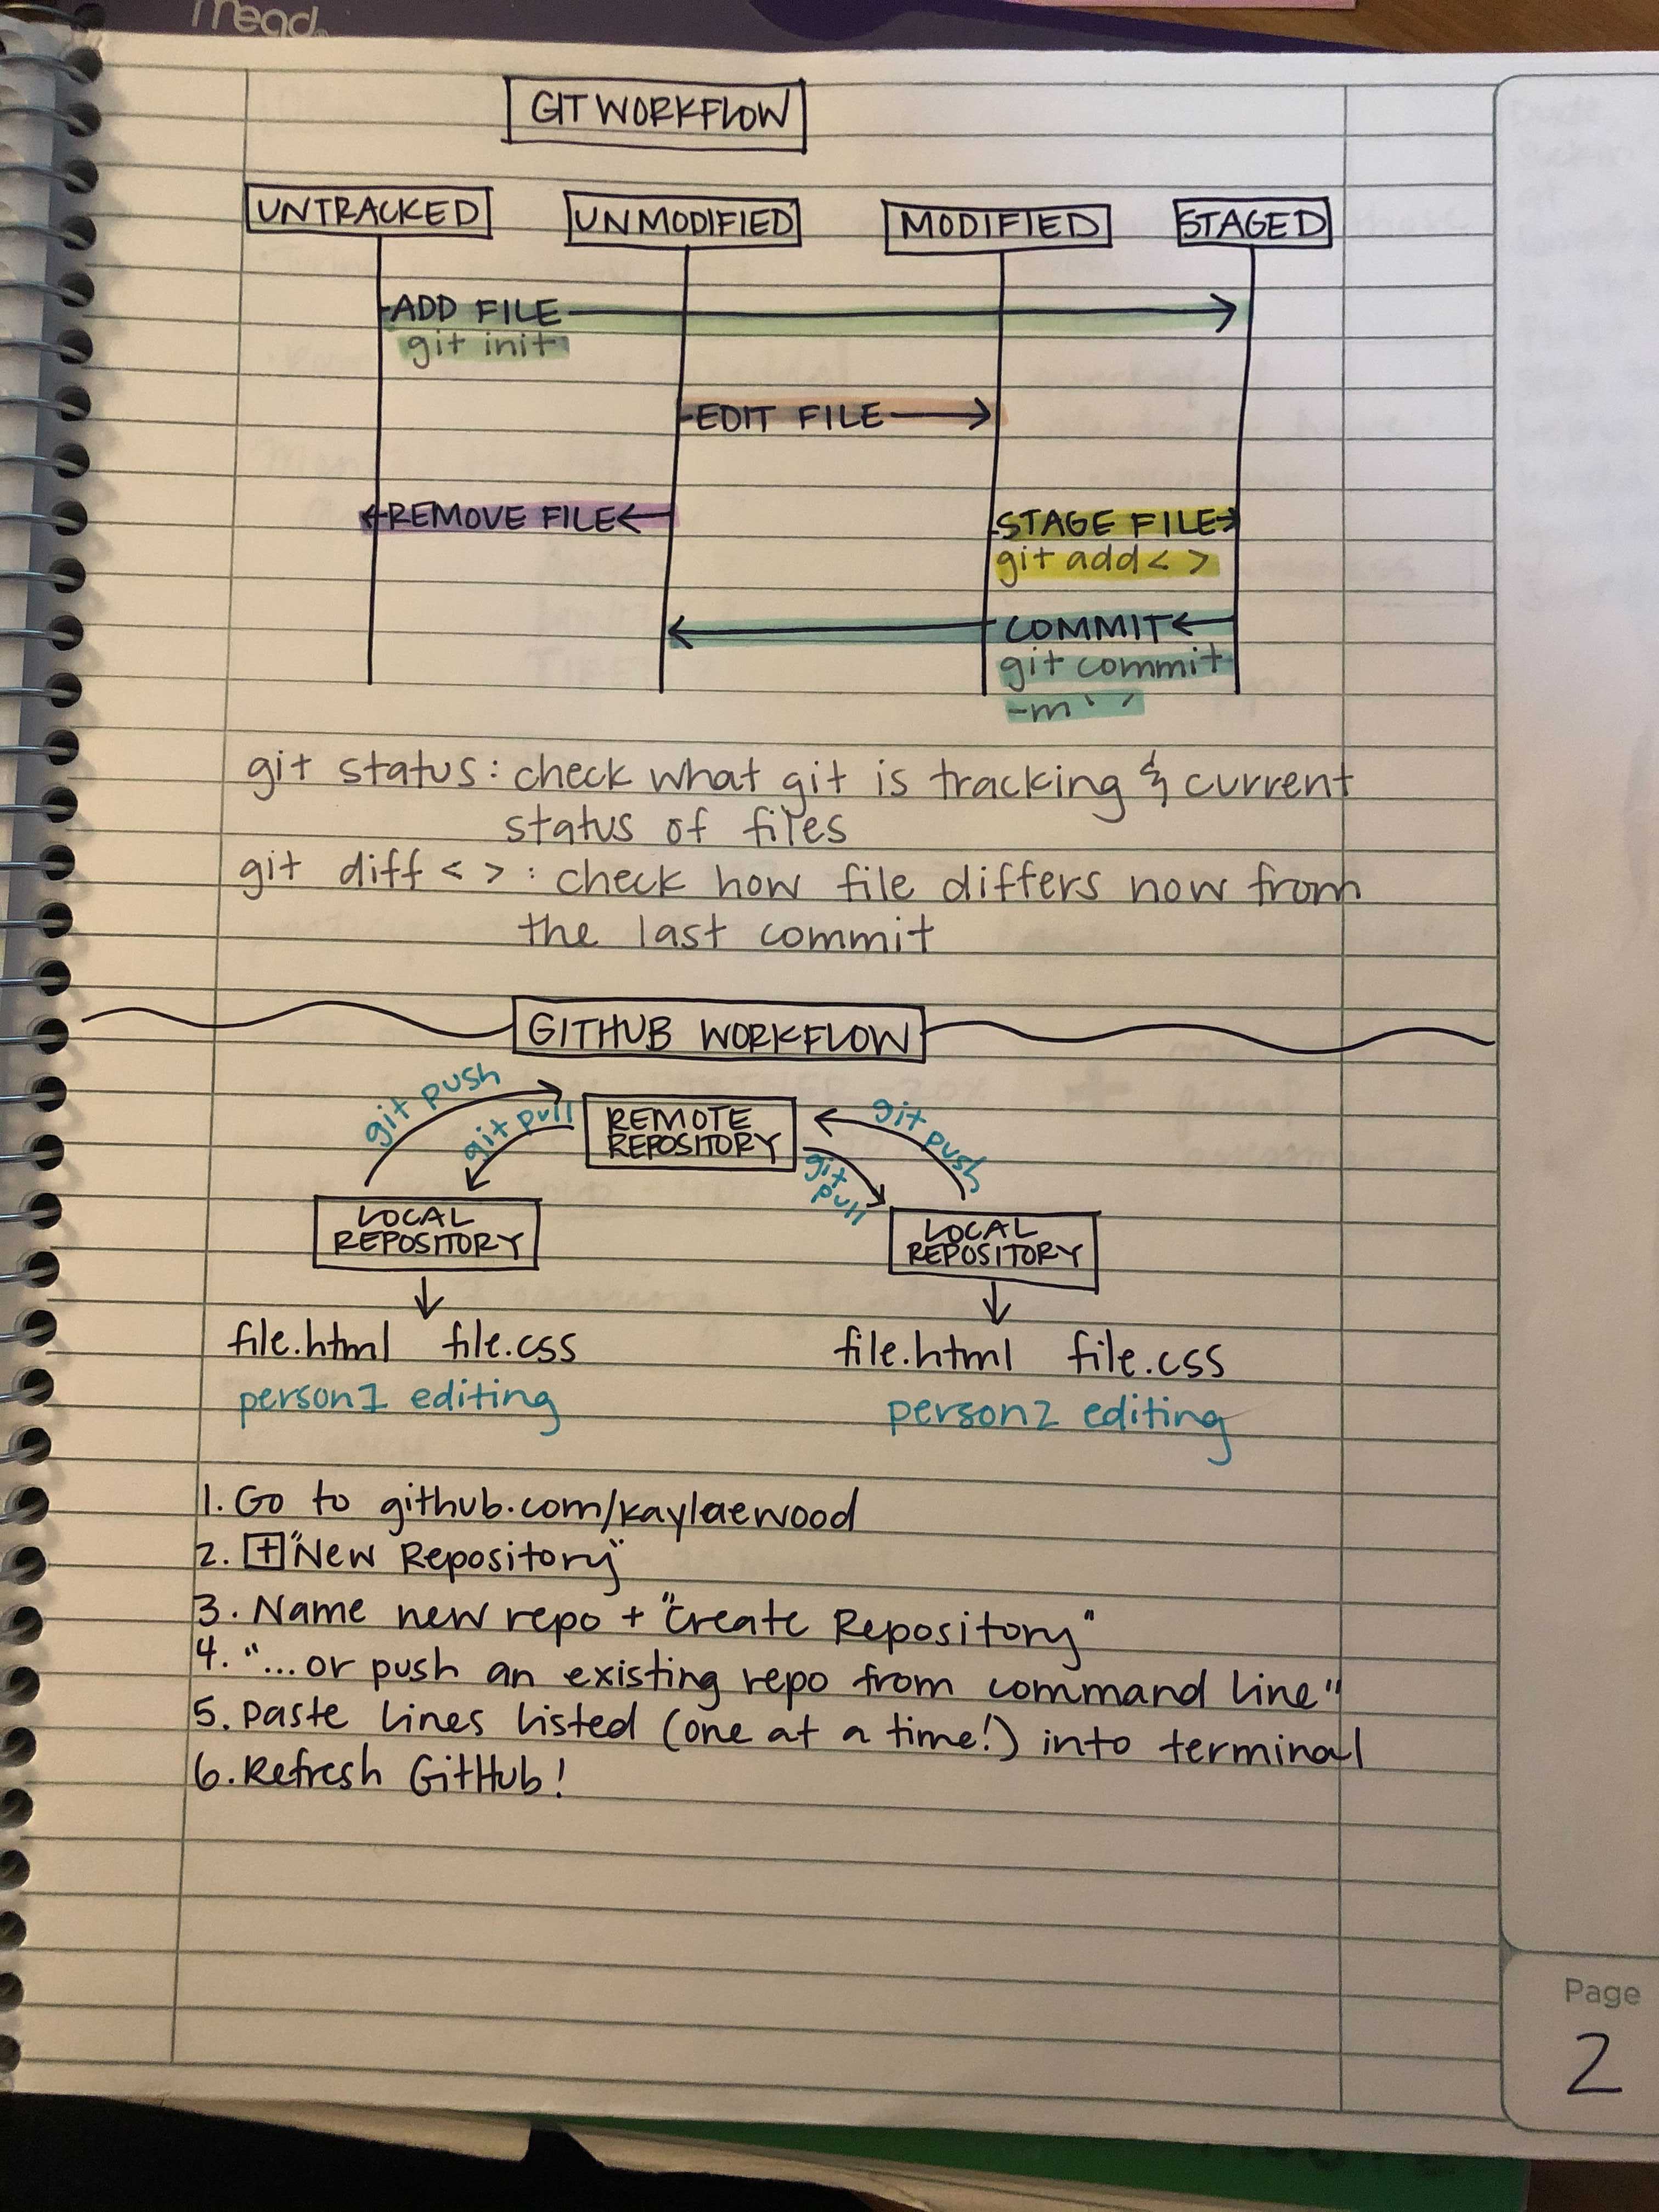 mead
GIT WORKFLOW
UNTRACKED UNMODIFIED MODIFIED STAGED
ADD FILE
git init
EDIT FILE
REMOVE FILE STAGE FILE
git add < >
COMMIT
git commit
-m ' '
git status: check what git is tracking & current
status of files
git diff < > : check how file differs now from
the last commit
GITHUB WORKFLOW
git push git pull REMOTE git push
REPOSITORY git
pull
LOCAL LOCAL
REPOSITORY REPOSITORY
file.html file.css file.html file.css
person1 editing person2 editing
1. Go to github.com/kaylaewood
2. + "New Repository"
3. Name new repo + "Create Repository"
4. "...or push an existing repo from command line"
5. Paste lines listed (one at a time!) into terminal
6. Refresh GitHub!
Page
2